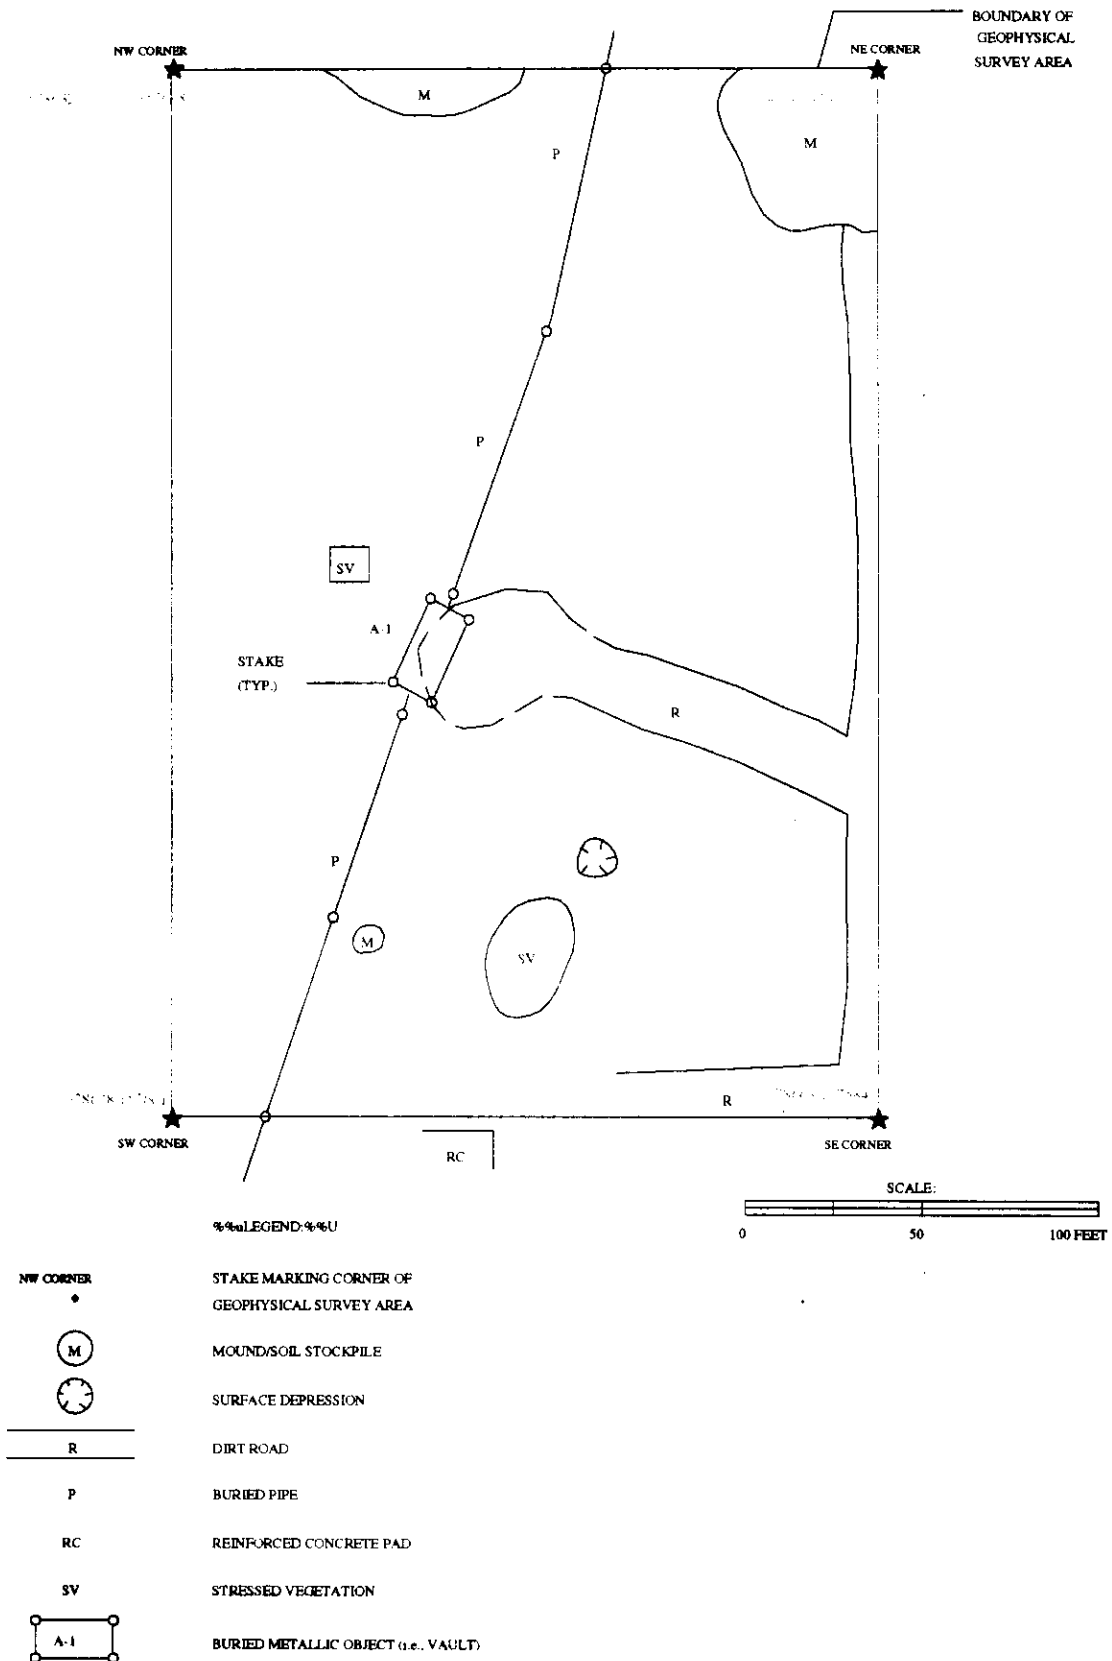 BOUNDARY OF
GEOPHYSICAL
SURVEY AREA
NW CORNER
NE CORNER
M
M
P
P
SV
A-1
STAKE
(TYP.)
R
P
M
SV
R
SW CORNER
SE CORNER
RC
SCALE:
0 50 100 FEET
%%uLEGEND:%%U
NW CORNER STAKE MARKING CORNER OF
GEOPHYSICAL SURVEY AREA
M MOUND/SOIL STOCKPILE
SURFACE DEPRESSION
R DIRT ROAD
P BURIED PIPE
RC REINFORCED CONCRETE PAD
SV STRESSED VEGETATION
A-1 BURIED METALLIC OBJECT (i.e., VAULT)